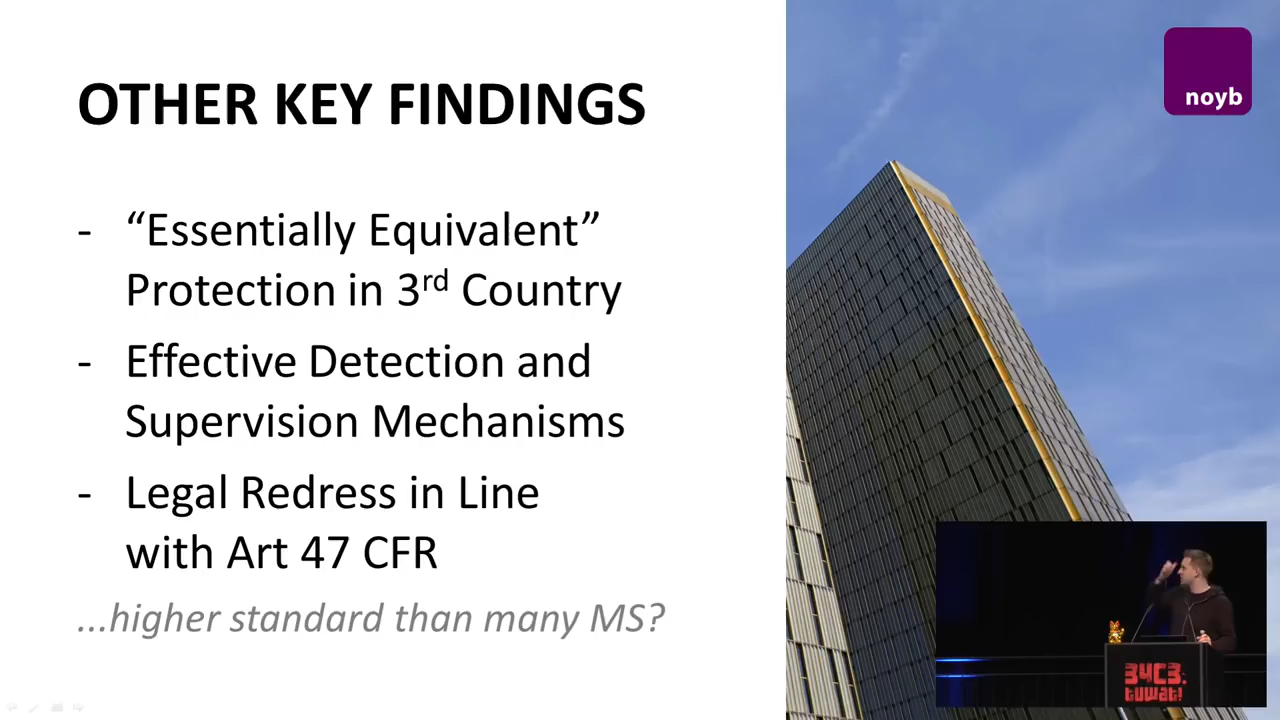 OTHER KEY FINDINGS
- “Essentially Equivalent”
Protection in 3rd Country
- Effective Detection and
Supervision Mechanisms
- Legal Redress in Line
with Art 47 CFR
...higher standard than many MS?
noyb
34C3.
tuwat!